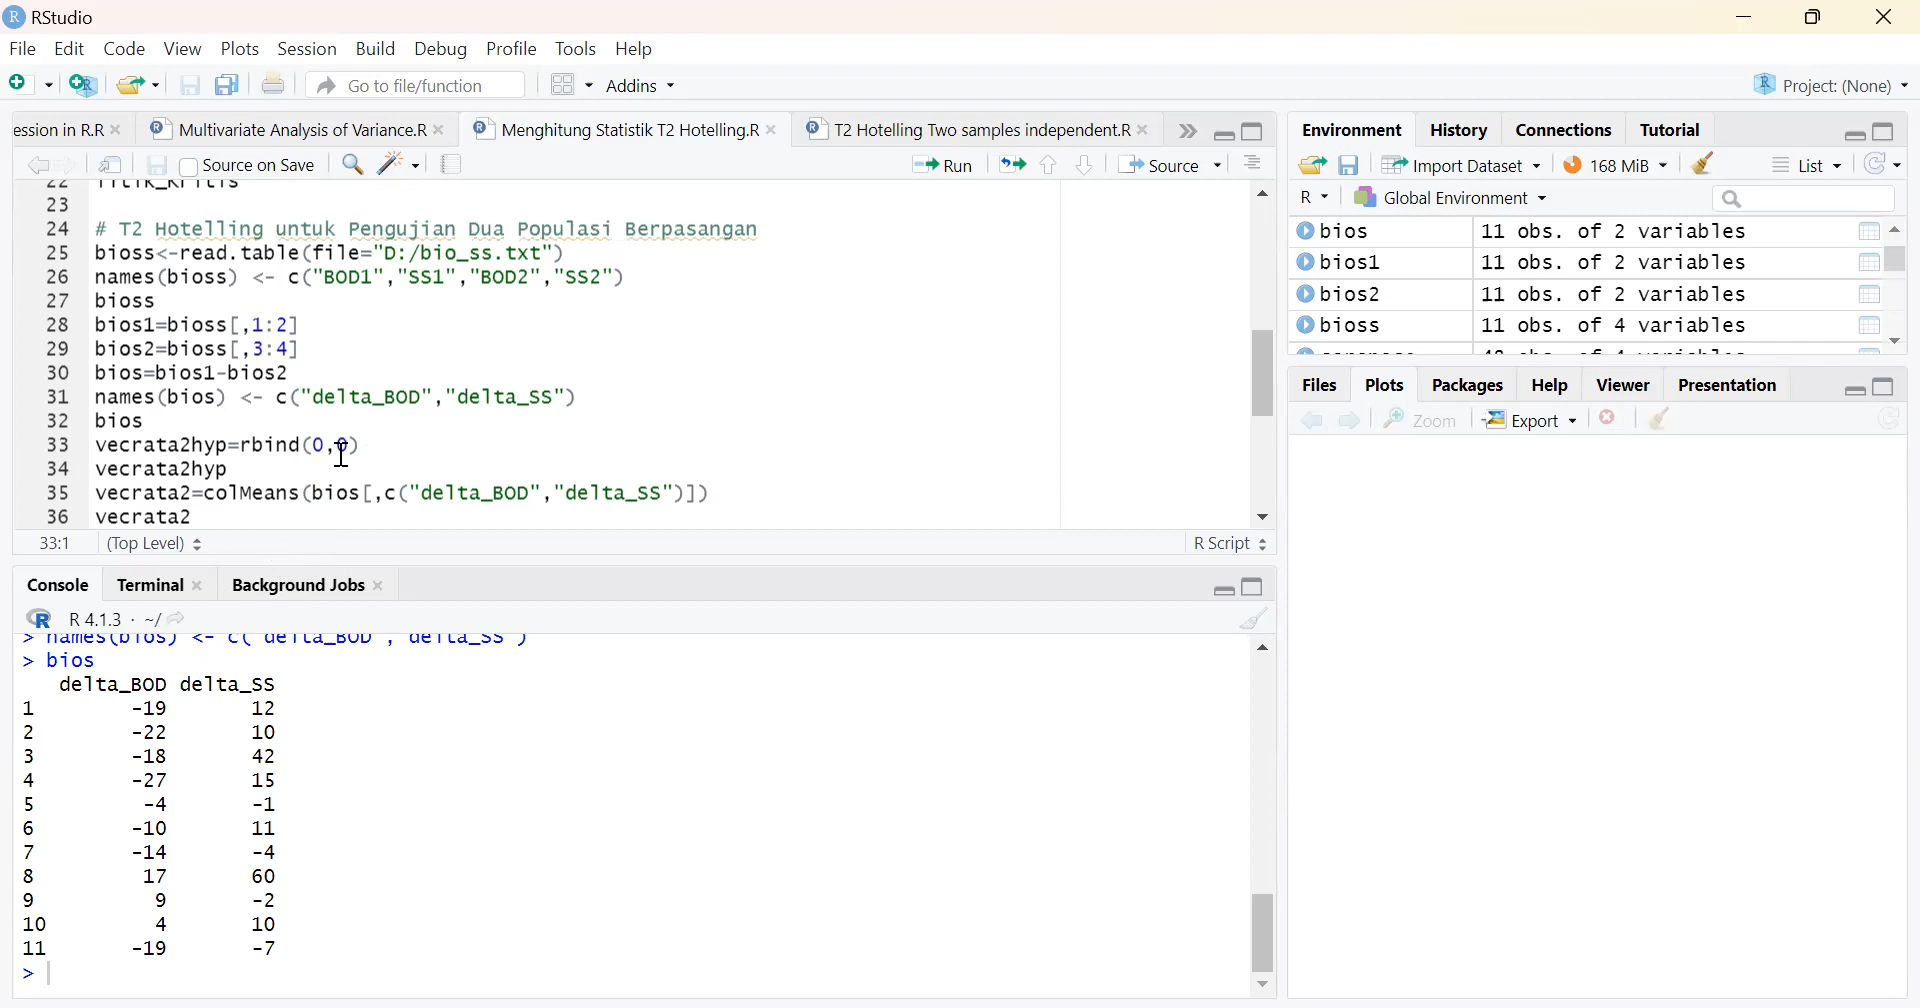 RStudio
File Edit Code View Plots Session Build Debug Profile Tools Help
Go to file/function Addins Project: (None)
ession in R.R Multivariate Analysis of Variance.R Menghitung Statistik T2 Hotelling.R T2 Hotelling Two samples independent.R
Source on Save Run Source
22
23
24 # T2 Hotelling untuk Pengujian Dua Populasi Berpasangan
25 bioss<-read.table(file="D:/bio_ss.txt")
26 names(bioss) <- c("BOD1","SS1","BOD2","SS2")
27 bioss
28 bios1=bioss[,1:2]
29 bios2=bioss[,3:4]
30 bios=bios1-bios2
31 names(bios) <- c("delta_BOD","delta_SS")
32 bios
33 vecrata2hyp=rbind(0,0)
34 vecrata2hyp
35 vecrata2=colMeans(bios[,c("delta_BOD","delta_SS")])
36 vecrata2
33:1 (Top Level) R Script
Console Terminal Background Jobs
R 4.1.3 · ~/
> names(bios) <- c("delta_BOD","delta_SS")
> bios
delta_BOD delta_SS
1 -19 12
2 -22 10
3 -18 42
4 -27 15
5 -4 -1
6 -10 11
7 -14 -4
8 17 60
9 9 -2
10 4 10
11 -19 -7
>
Environment History Connections Tutorial
Import Dataset 168 MiB List
R Global Environment
bios 11 obs. of 2 variables
bios1 11 obs. of 2 variables
bios2 11 obs. of 2 variables
bioss 11 obs. of 4 variables
Files Plots Packages Help Viewer Presentation
Zoom Export